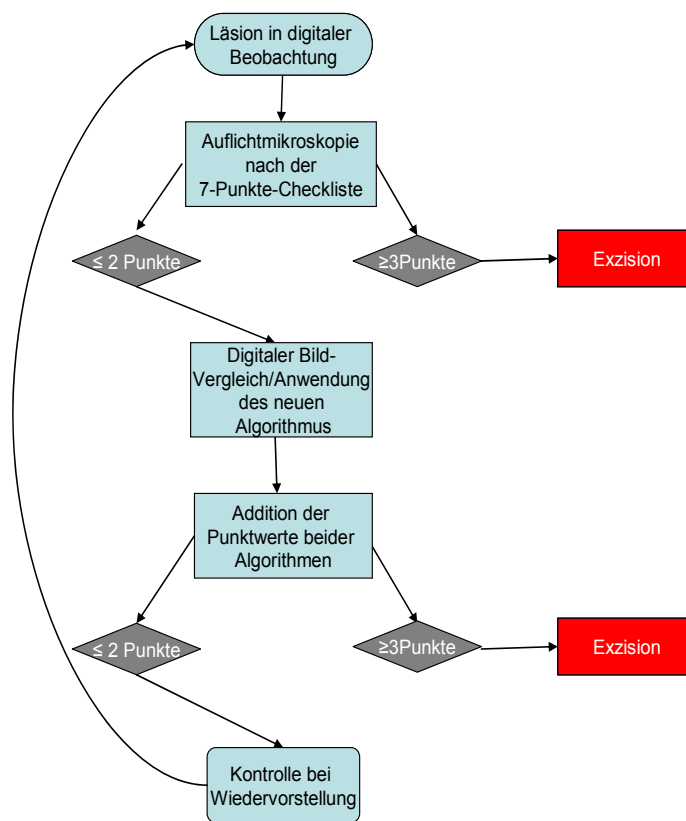 Läsion in digitaler
Beobachtung
Auflichtmikroskopie
nach der
7-Punkte-Checkliste
≤ 2 Punkte
≥3Punkte
Exzision
Digitaler Bild-
Vergleich/Anwendung
des neuen
Algorithmus
Addition der
Punktwerte beider
Algorithmen
≤ 2 Punkte
≥3Punkte
Exzision
Kontrolle bei
Wiedervorstellung